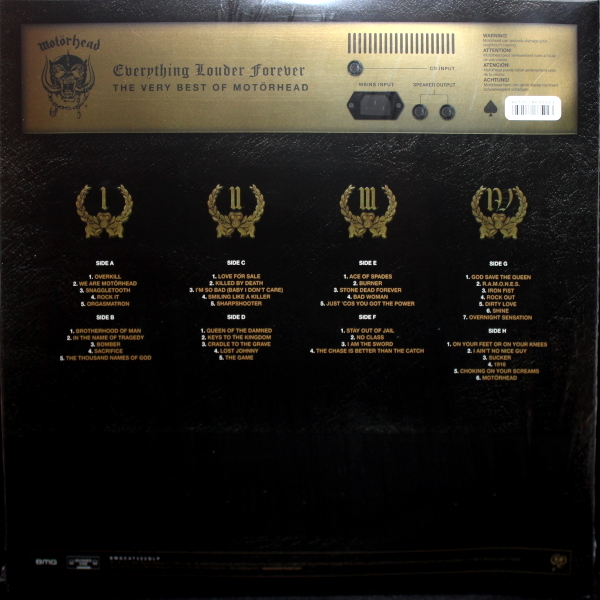 Motörhead
Everything Louder Forever
THE VERY BEST OF MOTÖRHEAD
CD INPUT
MAINS INPUT
SPEAKER OUTPUT
WARNING!
ATTENTION!
ATENCIÓN!
ACHTUNG!
I
SIDE A
1. OVERKILL
2. WE ARE MOTÖRHEAD
3. SNAGGLETOOTH
4. ROCK IT
5. ORGASMATRON
SIDE B
1. BROTHERHOOD OF MAN
2. IN THE NAME OF TRAGEDY
3. BOMBER
4. SACRIFICE
5. THE THOUSAND NAMES OF GOD
II
SIDE C
1. LOVE FOR SALE
2. KILLED BY DEATH
3. I'M SO BAD (BABY I DON'T CARE)
4. SMILING LIKE A KILLER
5. SHARPSHOOTER
SIDE D
1. QUEEN OF THE DAMNED
2. KEYS TO THE KINGDOM
3. CRADLE TO THE GRAVE
4. LOST JOHNNY
5. THE GAME
III
SIDE E
1. ACE OF SPADES
2. BURNER
3. STONE DEAD FOREVER
4. BAD WOMAN
5. JUST 'COS YOU GOT THE POWER
SIDE F
1. STAY OUT OF JAIL
2. NO CLASS
3. I AM THE SWORD
4. THE CHASE IS BETTER THAN THE CATCH
IV
SIDE G
1. GOD SAVE THE QUEEN
2. R.A.M.O.N.E.S.
3. IRON FIST
4. ROCK OUT
5. DIRTY LOVE
6. SHINE
7. OVERNIGHT SENSATION
SIDE H
1. ON YOUR FEET OR ON YOUR KNEES
2. I AIN'T NO NICE GUY
3. SUCKER
4. 1916
5. CHOKING ON YOUR SCREAMS
6. MOTÖRHEAD
BMG